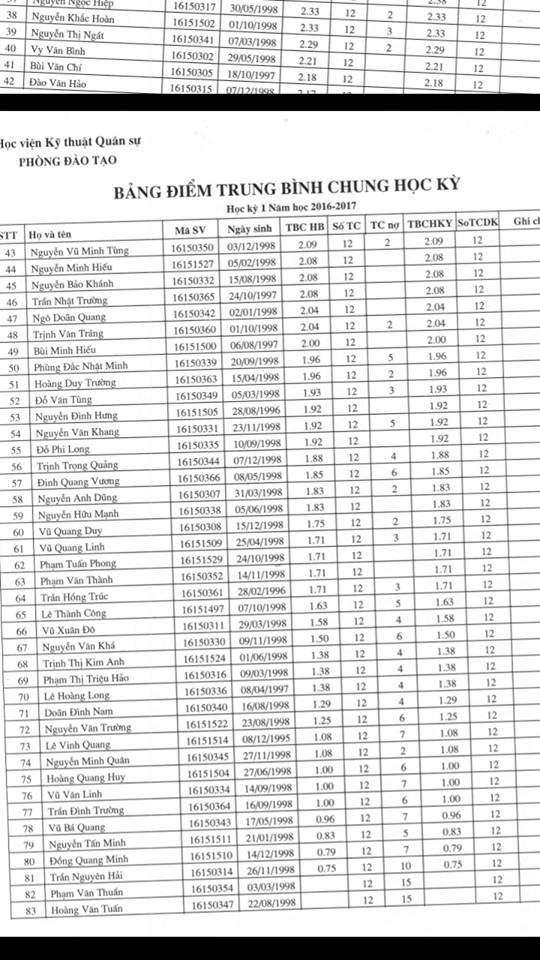 Nguyễn Ngọc Hiệp 16150317 30/05/1998 2.33 12 2 2.33 12
38 Nguyễn Khắc Hoàn 16151502 01/10/1998 2.33 12 3 2.33 12
39 Nguyễn Thị Ngát 16150341 07/03/1998 2.29 12 2 2.29 12
40 Vy Văn Bình 16150302 29/05/1998 2.21 12 2.21 12
41 Bùi Văn Chí 16150305 18/10/1997 2.18 12 2.18 12
42 Đào Văn Hảo 16150315 07/12/1998
Học viện Kỹ thuật Quân sự
PHÒNG ĐÀO TẠO
BẢNG ĐIỂM TRUNG BÌNH CHUNG HỌC KỲ
Học kỳ 1 Năm học 2016-2017
STT Họ và tên Mã SV Ngày sinh TBC HB Số TC TC nợ TBCHKY SoTCDK Ghi ch
43 Nguyễn Vũ Minh Tùng 16150350 03/12/1998 2.09 12 2 2.09 12
44 Nguyễn Minh Hiếu 16151527 05/02/1998 2.08 12 2.08 12
45 Nguyễn Bảo Khánh 16150332 15/08/1998 2.08 12 2.08 12
46 Trần Nhật Trường 16150365 24/10/1997 2.08 12 2.08 12
47 Ngô Doãn Quang 16150342 02/01/1998 2.04 12 2.04 12
48 Trịnh Văn Tráng 16150360 01/10/1998 2.04 12 2 2.04 12
49 Bùi Minh Hiếu 16151500 06/08/1997 2.00 12 2.00 12
50 Phùng Đắc Nhật Minh 16150339 20/09/1998 1.96 12 5 1.96 12
51 Hoàng Duy Trường 16150363 15/04/1998 1.96 12 2 1.96 12
52 Đỗ Văn Tùng 16150349 05/03/1998 1.93 12 3 1.93 12
53 Nguyễn Đình Hưng 16151505 28/08/1996 1.92 12 1.92 12
54 Nguyễn Văn Khang 16150331 23/11/1998 1.92 12 5 1.92 12
55 Đỗ Phi Long 16150335 10/09/1998 1.92 12 1.92 12
56 Trịnh Trọng Quảng 16150344 07/12/1998 1.88 12 4 1.88 12
57 Đinh Quang Vương 16150366 08/05/1998 1.85 12 6 1.85 12
58 Nguyễn Anh Dũng 16150307 31/03/1998 1.83 12 2 1.83 12
59 Nguyễn Hữu Mạnh 16150338 05/06/1998 1.83 12 1.83 12
60 Vũ Quang Duy 16150308 15/12/1998 1.75 12 2 1.75 12
61 Vũ Quang Linh 16151509 25/04/1998 1.71 12 3 1.71 12
62 Phạm Tuấn Phong 16151529 24/10/1998 1.71 12 1.71 12
63 Phạm Văn Thành 16150352 14/11/1998 1.71 12 1.71 12
64 Trần Hồng Trúc 16150361 28/02/1996 1.71 12 3 1.71 12
65 Lê Thành Công 16151497 07/10/1998 1.63 12 5 1.63 12
66 Vũ Xuân Đô 16150311 29/03/1998 1.58 12 4 1.58 12
67 Nguyễn Văn Khá 16150330 09/11/1998 1.50 12 6 1.50 12
68 Trịnh Thị Kim Anh 16151524 01/06/1998 1.38 12 4 1.38 12
69 Phạm Thị Triệu Hảo 16150316 09/03/1998 1.38 12 4 1.38 12
70 Lê Hoàng Long 16150336 08/04/1997 1.38 12 4 1.38 12
71 Doãn Đình Nam 16150340 16/08/1998 1.29 12 4 1.29 12
72 Nguyễn Văn Trường 16151522 23/08/1998 1.25 12 6 1.25 12
73 Lê Vinh Quang 16151514 08/12/1995 1.08 12 7 1.08 12
74 Nguyễn Minh Quân 16150345 27/11/1998 1.08 12 2 1.08 12
75 Hoàng Quang Huy 16151504 27/06/1998 1.00 12 6 1.00 12
76 Vũ Văn Linh 16150334 14/09/1998 1.00 12 7 1.00 12
77 Trần Đình Trường 16150364 16/09/1998 1.00 12 6 1.00 12
78 Vũ Bá Quang 16150343 17/05/1998 0.96 12 7 0.96 12
79 Nguyễn Tấn Minh 16151511 21/01/1998 0.83 12 5 0.83 12
80 Đồng Quang Minh 16151510 14/12/1998 0.79 12 7 0.79 12
81 Trần Nguyên Hải 16150314 26/11/1998 0.75 12 10 0.75 12
82 Phạm Văn Thuấn 16150354 03/03/1998 12 15 12
83 Hoàng Văn Tuấn 16150347 22/08/1998 12 15 12